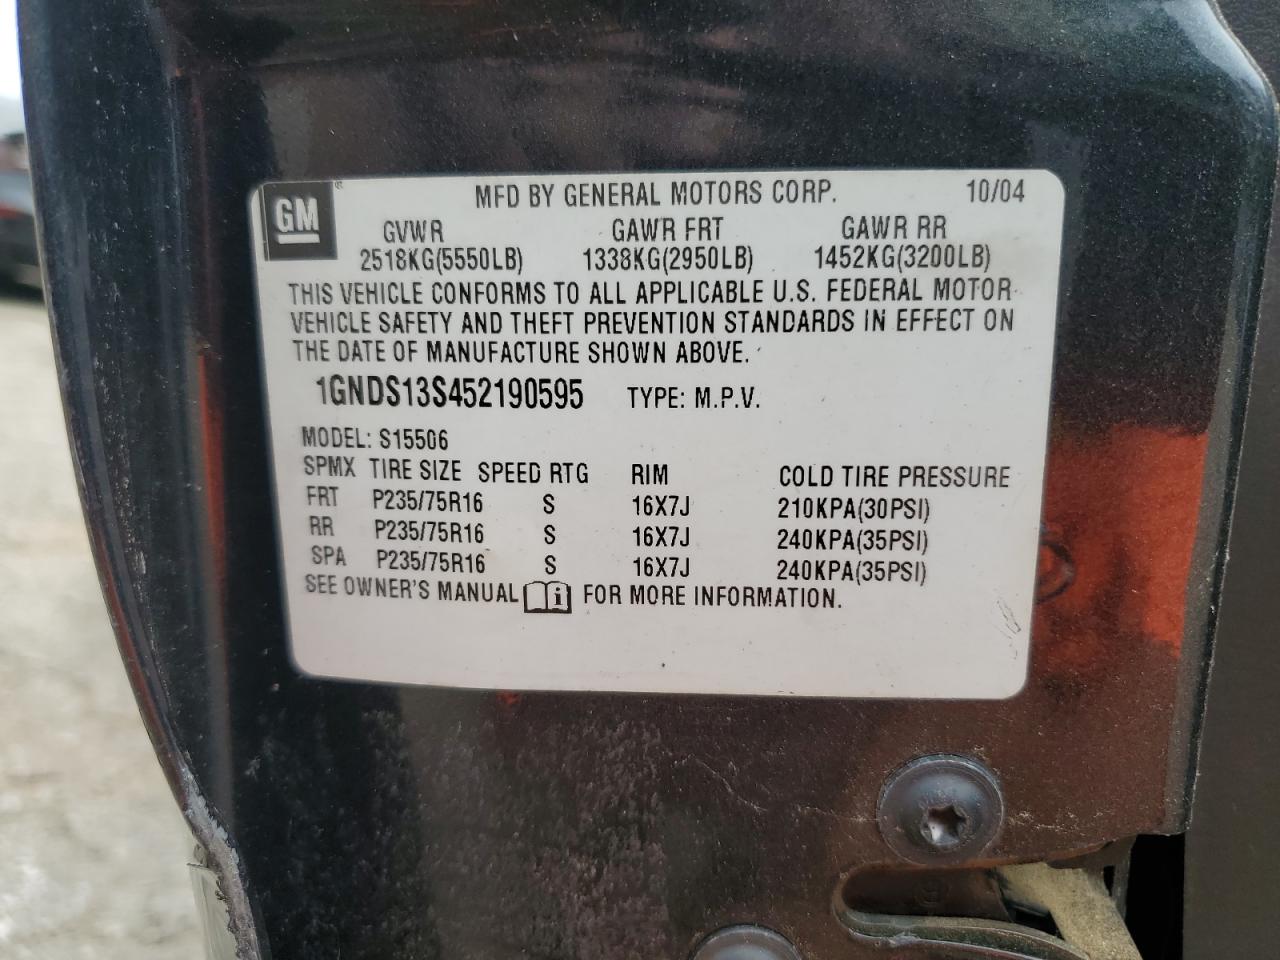 GM ® MFD BY GENERAL MOTORS CORP. 10/04
GVWR GAWR FRT GAWR RR
2518KG(5550LB) 1338KG(2950LB) 1452KG(3200LB)
THIS VEHICLE CONFORMS TO ALL APPLICABLE U.S. FEDERAL MOTOR
VEHICLE SAFETY AND THEFT PREVENTION STANDARDS IN EFFECT ON
THE DATE OF MANUFACTURE SHOWN ABOVE.
1GNDS13S452190595 TYPE: M.P.V.
MODEL: S15506
SPMX TIRE SIZE SPEED RTG RIM COLD TIRE PRESSURE
FRT P235/75R16 S 16X7J 210KPA(30PSI)
RR P235/75R16 S 16X7J 240KPA(35PSI)
SPA P235/75R16 S 16X7J 240KPA(35PSI)
SEE OWNER'S MANUAL i FOR MORE INFORMATION.